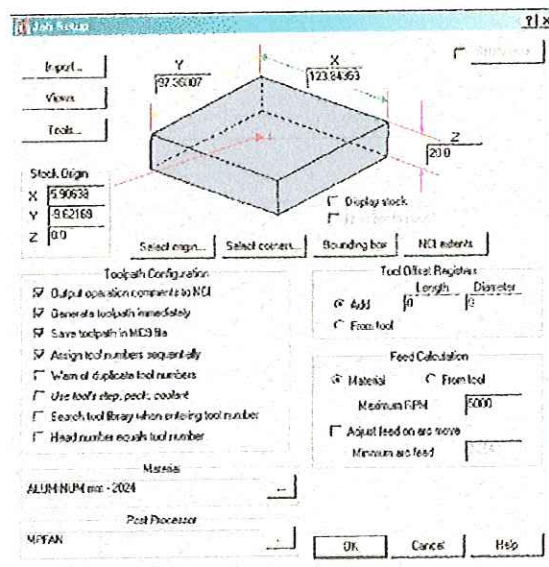 Job Setup
Import...
Views...
Tools...
Y
97.36007
X
123.84363
Z
20.0
Stock Origin
X 5.90638
Y -9.62169
Z 0.0
Display stock
Select origin...
Select corners...
Bounding box
NCI extents
Toolpath Configuration
Output operation comments to NCI
Generate toolpath immediately
Save toolpath in MC9 file
Assign tool numbers sequentially
Warn of duplicate tool numbers
Use tool's step, peck, coolant
Search tool library when entering tool number
Head number equals tool number
Tool Offset Registers
Length Diameter
Add 0 0
From tool
Feed Calculation
Material From tool
Maximum RPM 5000
Adjust feed on arc move
Minimum arc feed
Material
ALUMINUM mm - 2024
...
Post Processor
MPFAN
OK
Cancel
Help